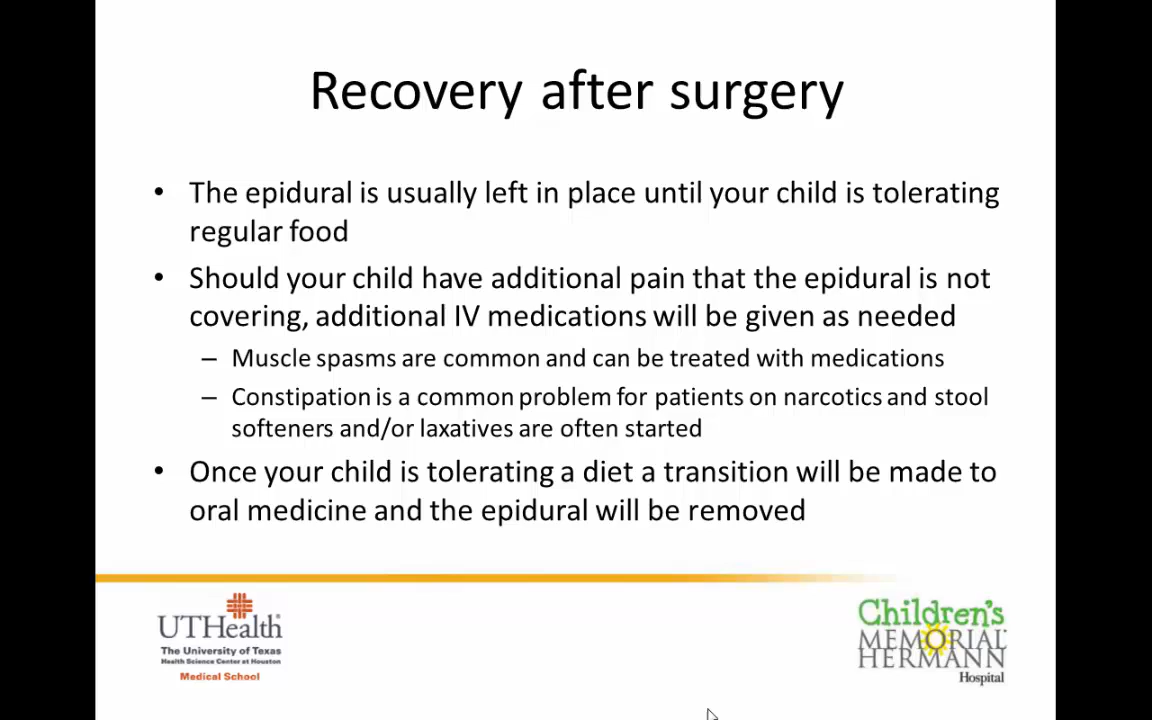 Recovery after surgery
• The epidural is usually left in place until your child is tolerating
regular food
• Should your child have additional pain that the epidural is not
covering, additional IV medications will be given as needed
– Muscle spasms are common and can be treated with medications
– Constipation is a common problem for patients on narcotics and stool
softeners and/or laxatives are often started
• Once your child is tolerating a diet a transition will be made to
oral medicine and the epidural will be removed
UTHealth
The University of Texas
Health Science Center at Houston
Medical School
Children's
MEMORIAL
HERMANN
Hospital